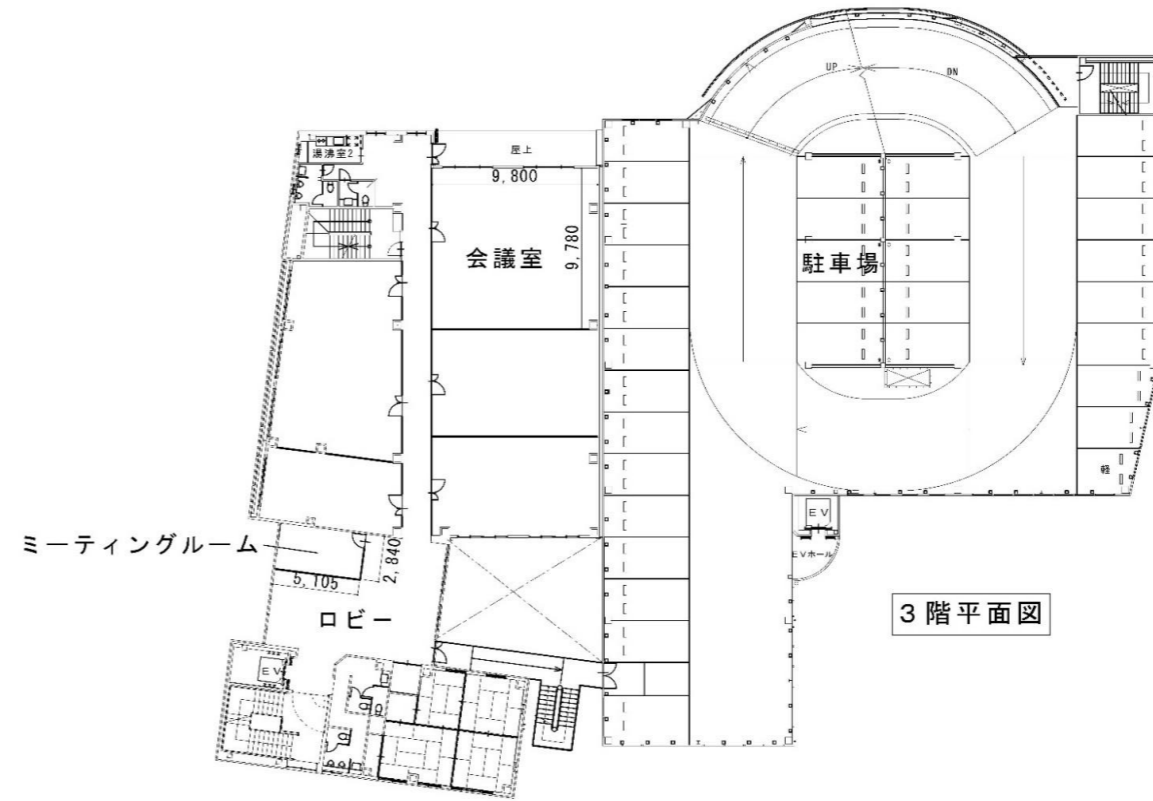 UP
DN
湯沸室2
屋上
9,800
会議室
9,780
駐車場
軽
EV
EVホール
ミーティングルーム
5,105
2,840
ロビー
3階平面図
EV